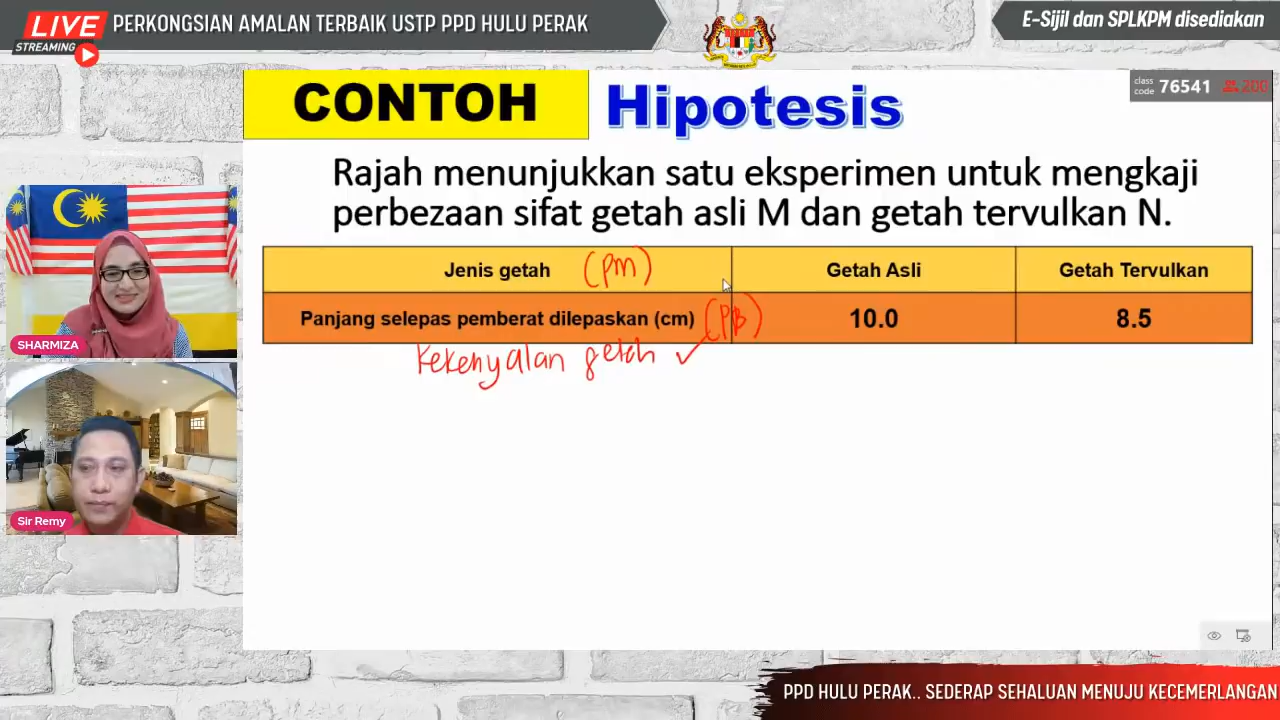 LIVE
STREAMING
PERKONGSIAN AMALAN TERBAIK USTP PPD HULU PERAK
E-Sijil dan SPLKPM disediakan
CONTOH
Hipotesis
class code 76541 200
Rajah menunjukkan satu eksperimen untuk mengkaji
perbezaan sifat getah asli M dan getah tervulkan N.
Jenis getah (PM) Getah Asli Getah Tervulkan
Panjang selepas pemberat dilepaskan (cm) (PB) 10.0 8.5
Kekenyalan getah
SHARMIZA
Sir Remy
PPD HULU PERAK.. SEDERAP SEHALUAN MENUJU KECEMERLANGAN